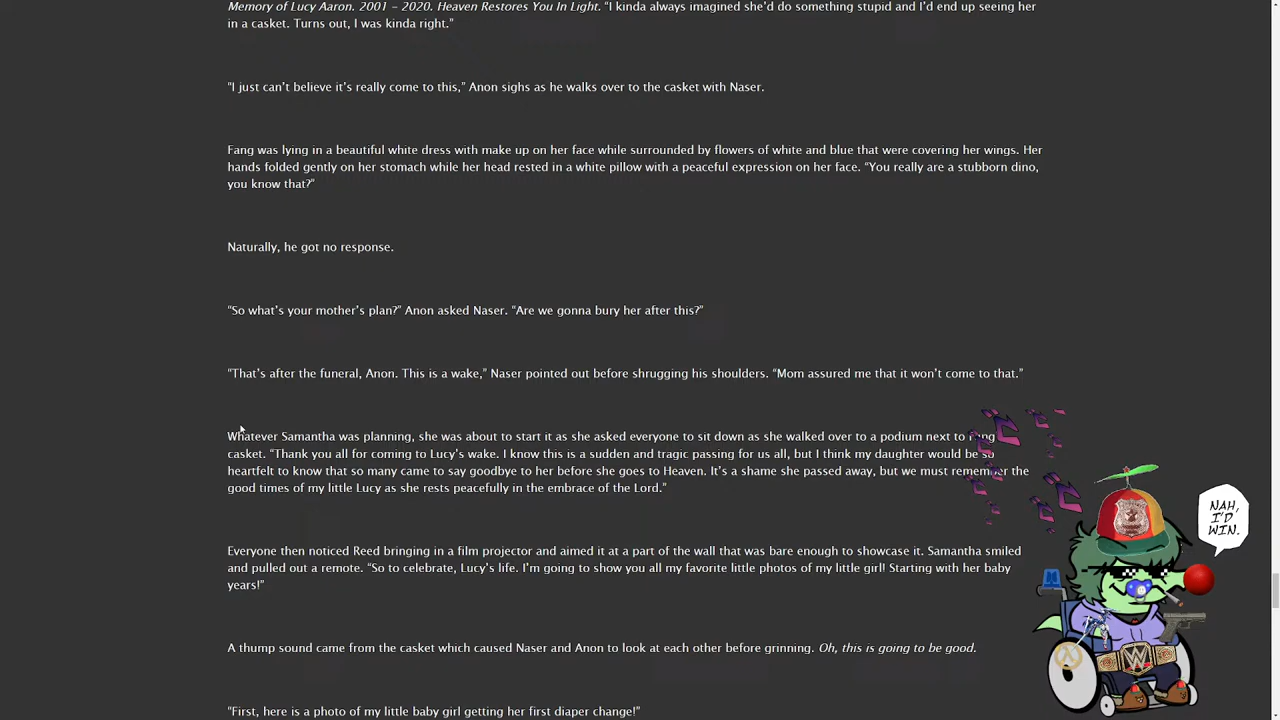 Memory of Lucy Aaron. 2001 – 2020. Heaven Restores You In Light. “I kinda always imagined she’d do something stupid and I’d end up seeing her
in a casket. Turns out, I was kinda right.”
“I just can’t believe it’s really come to this,” Anon sighs as he walks over to the casket with Naser.
Fang was lying in a beautiful white dress with make up on her face while surrounded by flowers of white and blue that were covering her wings. Her
hands folded gently on her stomach while her head rested in a white pillow with a peaceful expression on her face. “You really are a stubborn dino,
you know that?”
Naturally, he got no response.
“So what’s your mother’s plan?” Anon asked Naser. “Are we gonna bury her after this?”
“That’s after the funeral, Anon. This is a wake,” Naser pointed out before shrugging his shoulders. “Mom assured me that it won’t come to that.”
Whatever Samantha was planning, she was about to start it as she asked everyone to sit down as she walked over to a podium next to Fang
casket. “Thank you all for coming to Lucy’s wake. I know this is a sudden and tragic passing for us all, but I think my daughter would be so
heartfelt to know that so many came to say goodbye to her before she goes to Heaven. It’s a shame she passed away, but we must remember the
good times of my little Lucy as she rests peacefully in the embrace of the Lord.”
Everyone then noticed Reed bringing in a film projector and aimed it at a part of the wall that was bare enough to showcase it. Samantha smiled
and pulled out a remote. “So to celebrate, Lucy’s life. I’m going to show you all my favorite little photos of my little girl! Starting with her baby
years!”
A thump sound came from the casket which caused Naser and Anon to look at each other before grinning. Oh, this is going to be good.
“First, here is a photo of my little baby girl getting her first diaper change!”
NAH,
I'D
WIN.
W